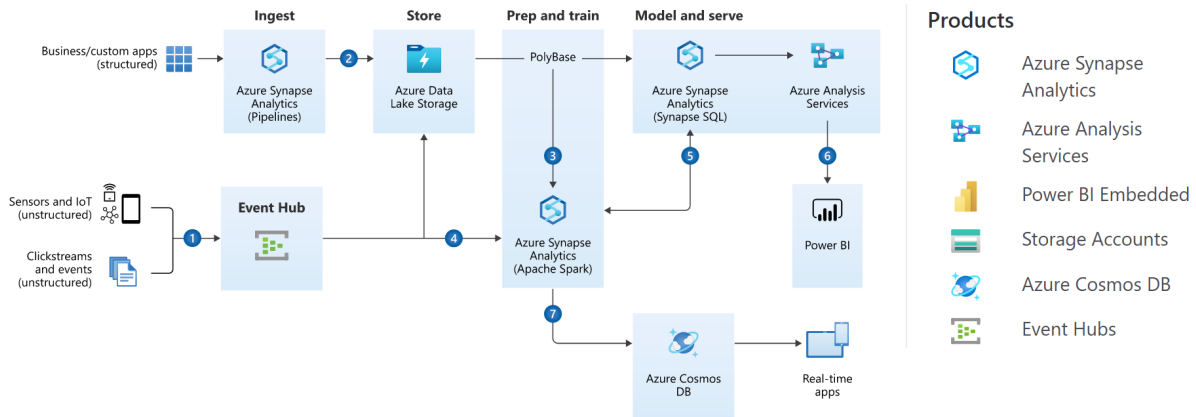 Ingest
Store
Prep and train
Model and serve
Products
Business/custom apps
(structured)
Azure Synapse
Analytics
(Pipelines)
2
Azure Data
Lake Storage
PolyBase
Azure Synapse
Analytics
(Synapse SQL)
Azure Analysis
Services
3
5
6
Sensors and IoT
(unstructured)
1
Clickstreams
and events
(unstructured)
Event Hub
4
Azure Synapse
Analytics
(Apache Spark)
Power BI
7
Azure Cosmos
DB
Real-time
apps
Azure Synapse
Analytics
Azure Analysis
Services
Power BI Embedded
Storage Accounts
Azure Cosmos DB
Event Hubs